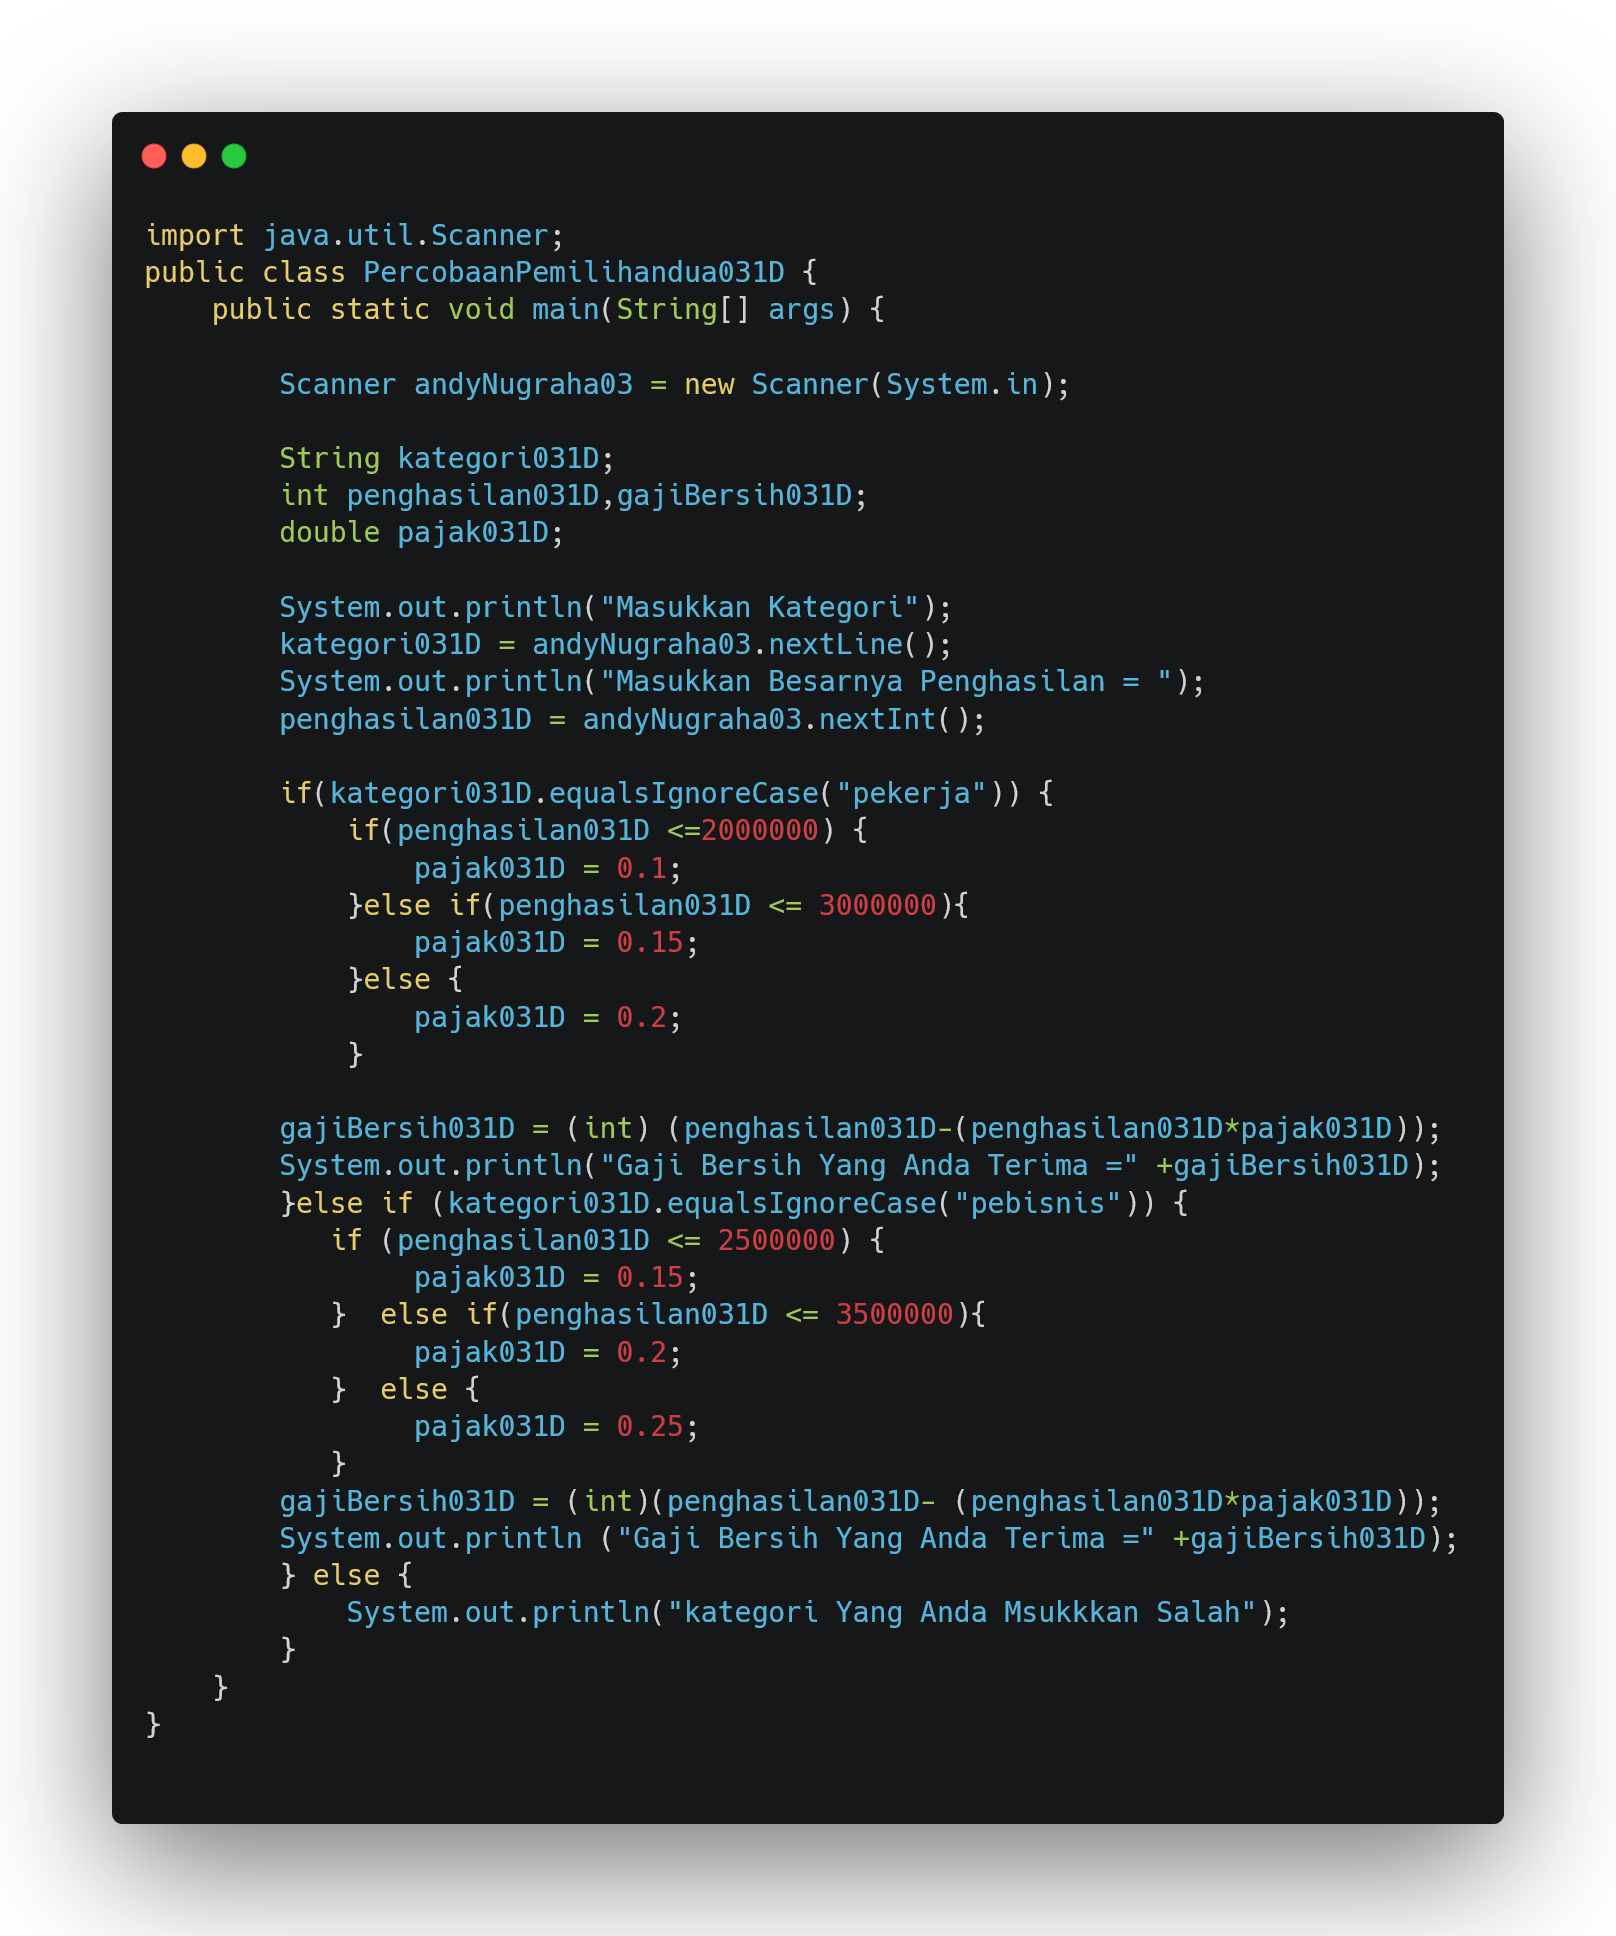 import java.util.Scanner;
public class PercobaanPemilihandua031D {
    public static void main(String[] args) {

        Scanner andyNugraha03 = new Scanner(System.in);

        String kategori031D;
        int penghasilan031D,gajiBersih031D;
        double pajak031D;

        System.out.println("Masukkan Kategori");
        kategori031D = andyNugraha03.nextLine();
        System.out.println("Masukkan Besarnya Penghasilan = ");
        penghasilan031D = andyNugraha03.nextInt();

        if(kategori031D.equalsIgnoreCase("pekerja")) {
            if(penghasilan031D <=2000000) {
                pajak031D = 0.1;
            }else if(penghasilan031D <= 3000000){
                pajak031D = 0.15;
            }else {
                pajak031D = 0.2;
            }

        gajiBersih031D = (int) (penghasilan031D-(penghasilan031D*pajak031D));
        System.out.println("Gaji Bersih Yang Anda Terima =" +gajiBersih031D);
        }else if (kategori031D.equalsIgnoreCase("pebisnis")) {
           if (penghasilan031D <= 2500000) {
                pajak031D = 0.15;
           }  else if(penghasilan031D <= 3500000){
                pajak031D = 0.2;
           }  else {
                pajak031D = 0.25;
           }
        gajiBersih031D = (int)(penghasilan031D- (penghasilan031D*pajak031D));
        System.out.println ("Gaji Bersih Yang Anda Terima =" +gajiBersih031D);
        } else {
            System.out.println("kategori Yang Anda Msukkkan Salah");
        }
    }
}